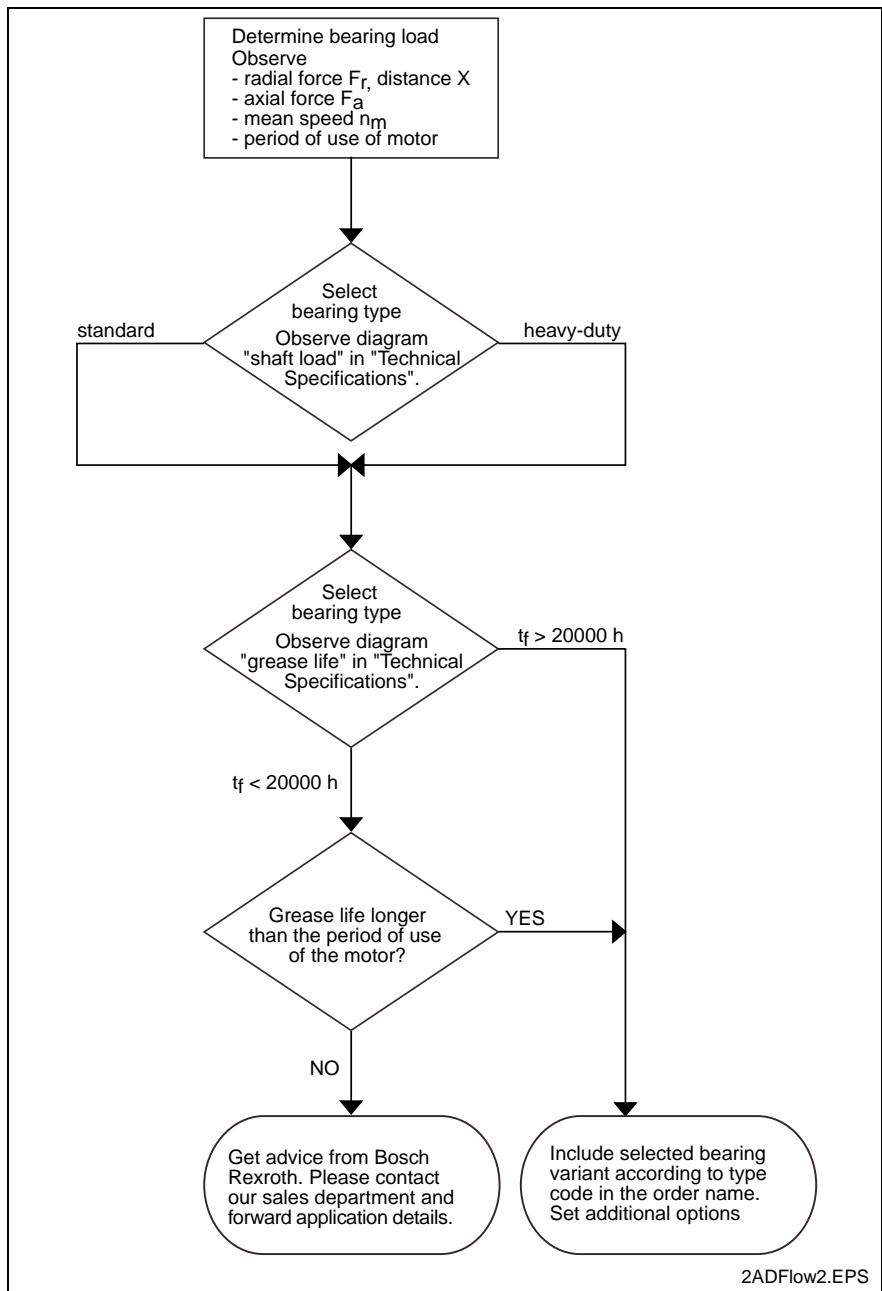 Determine bearing load
Observe
- radial force Fr, distance X
- axial force Fa
- mean speed nm
- period of use of motor
Select
bearing type
Observe diagram
"shaft load" in "Technical
Specifications".
standard
heavy-duty
Select
bearing type
Observe diagram
"grease life" in "Technical
Specifications".
tf > 20000 h
tf < 20000 h
Grease life longer
than the period of use
of the motor?
YES
NO
Get advice from Bosch
Rexroth. Please contact
our sales department and
forward application details.
Include selected bearing
variant according to type
code in the order name.
Set additional options
2ADFlow2.EPS